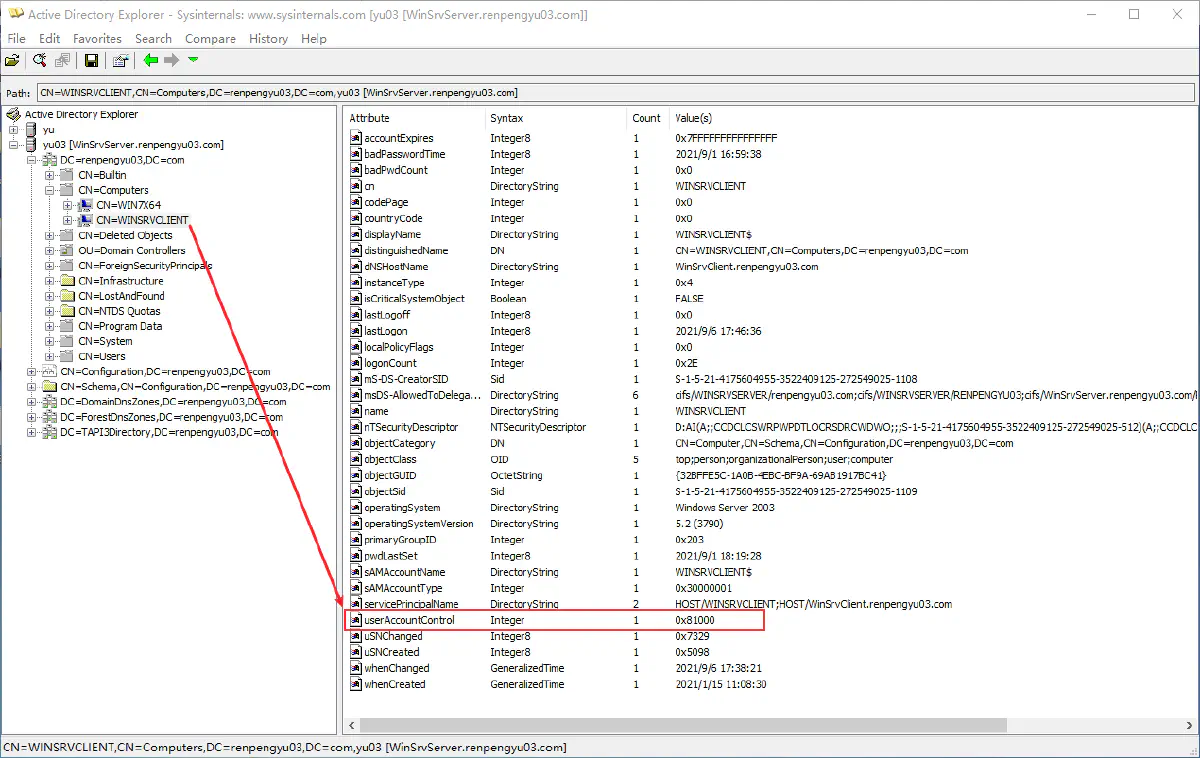 Active Directory Explorer - Sysinternals: www.sysinternals.com [yu03 [WinSrvServer.renpengyu03.com]]
File Edit Favorites Search Compare History Help
Path: CN=WINSRVCLIENT,CN=Computers,DC=renpengyu03,DC=com,yu03 [WinSrvServer.renpengyu03.com]
Active Directory Explorer
yu
yu03 [WinSrvServer.renpengyu03.com]
DC=renpengyu03,DC=com
CN=Builtin
CN=Computers
CN=WIN7X64
CN=WINSRVCLIENT
CN=Deleted Objects
OU=Domain Controllers
CN=ForeignSecurityPrincipals
CN=Infrastructure
CN=LostAndFound
CN=NTDS Quotas
CN=Program Data
CN=System
CN=Users
CN=Configuration,DC=renpengyu03,DC=com
CN=Schema,CN=Configuration,DC=renpengyu03,DC=com
DC=DomainDnsZones,DC=renpengyu03,DC=com
DC=ForestDnsZones,DC=renpengyu03,DC=com
DC=TAPI3Directory,DC=renpengyu03,DC=com
Attribute Syntax Count Value(s)
accountExpires Integer8 1 0x7FFFFFFFFFFFFFFF
badPasswordTime Integer8 1 2021/9/1 16:59:38
badPwdCount Integer 1 0x0
cn DirectoryString 1 WINSRVCLIENT
codePage Integer 1 0x0
countryCode Integer 1 0x0
displayName DirectoryString 1 WINSRVCLIENT$
distinguishedName DN 1 CN=WINSRVCLIENT,CN=Computers,DC=renpengyu03,DC=com
dNSHostName DirectoryString 1 WinSrvClient.renpengyu03.com
instanceType Integer 1 0x4
isCriticalSystemObject Boolean 1 FALSE
lastLogoff Integer8 1 0x0
lastLogon Integer8 1 2021/9/6 17:46:36
localPolicyFlags Integer 1 0x0
logonCount Integer 1 0x2E
mS-DS-CreatorSID Sid 1 S-1-5-21-4175604955-3522409125-272549025-1108
msDS-AllowedToDelega... DirectoryString 6 cifs/WINSRVSERVER/renpengyu03.com;cifs/WINSRVSERVER/RENPENGYU03;cifs/WinSrvServer.renpengyu03.com/
name DirectoryString 1 WINSRVCLIENT
nTSecurityDescriptor NTSecurityDescriptor 1 D:AI(A;;CCDCLCSWRPWPDTLOCRSDRCWDWO;;;S-1-5-21-4175604955-3522409125-272549025-512)(A;;CCDCLC
objectCategory DN 1 CN=Computer,CN=Schema,CN=Configuration,DC=renpengyu03,DC=com
objectClass OID 5 top;person;organizationalPerson;user;computer
objectGUID OctetString 1 {32BFFE5C-1A0B-4EBC-BF9A-69AB1917BC41}
objectSid Sid 1 S-1-5-21-4175604955-3522409125-272549025-1109
operatingSystem DirectoryString 1 Windows Server 2003
operatingSystemVersion DirectoryString 1 5.2 (3790)
primaryGroupID Integer 1 0x203
pwdLastSet Integer8 1 2021/9/1 18:19:28
sAMAccountName DirectoryString 1 WINSRVCLIENT$
sAMAccountType Integer 1 0x30000001
servicePrincipalName DirectoryString 2 HOST/WINSRVCLIENT;HOST/WinSrvClient.renpengyu03.com
userAccountControl Integer 1 0x81000
uSNChanged Integer8 1 0x7329
uSNCreated Integer8 1 0x5098
whenChanged GeneralizedTime 1 2021/9/6 17:38:21
whenCreated GeneralizedTime 1 2021/1/15 11:08:30
CN=WINSRVCLIENT,CN=Computers,DC=renpengyu03,DC=com,yu03 [WinSrvServer.renpengyu03.com]